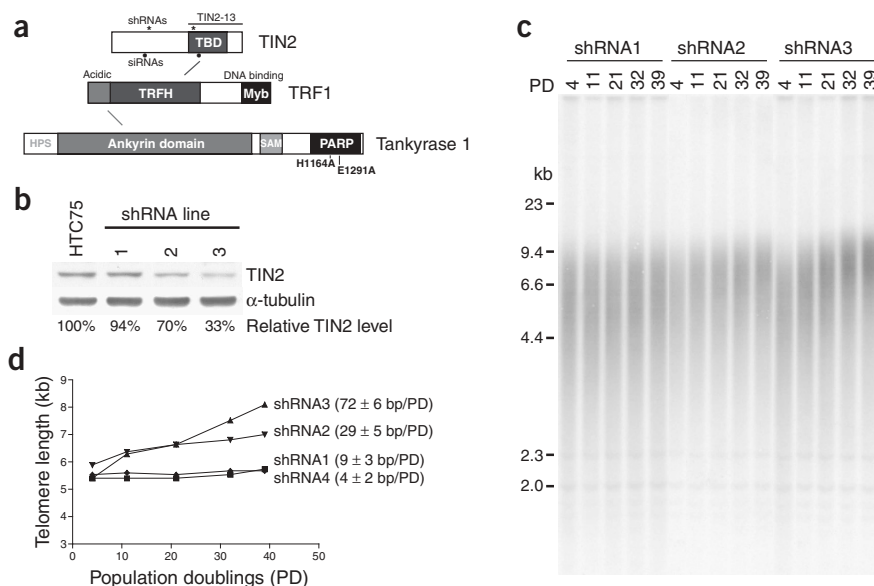 a
shRNAs
TIN2-13
*
*
TBD
TIN2
siRNAs
Acidic
DNA binding
TRFH
Myb
TRF1
HPS
Ankyrin domain
SAM
PARP
Tankyrase 1
H1164A
E1291A
b
shRNA line
HTC75
1
2
3
TIN2
α-tubulin
100% 94% 70% 33% Relative TIN2 level
c
shRNA1 shRNA2 shRNA3
PD 4 11 21 32 39 4 11 21 32 39 4 11 21 32 39
kb
23
9.4
6.6
4.4
2.3
2.0
d
Telomere length (kb)
9
8
7
6
5
4
3
shRNA3 (72 ± 6 bp/PD)
shRNA2 (29 ± 5 bp/PD)
shRNA1 (9 ± 3 bp/PD)
shRNA4 (4 ± 2 bp/PD)
0 10 20 30 40 50
Population doublings (PD)